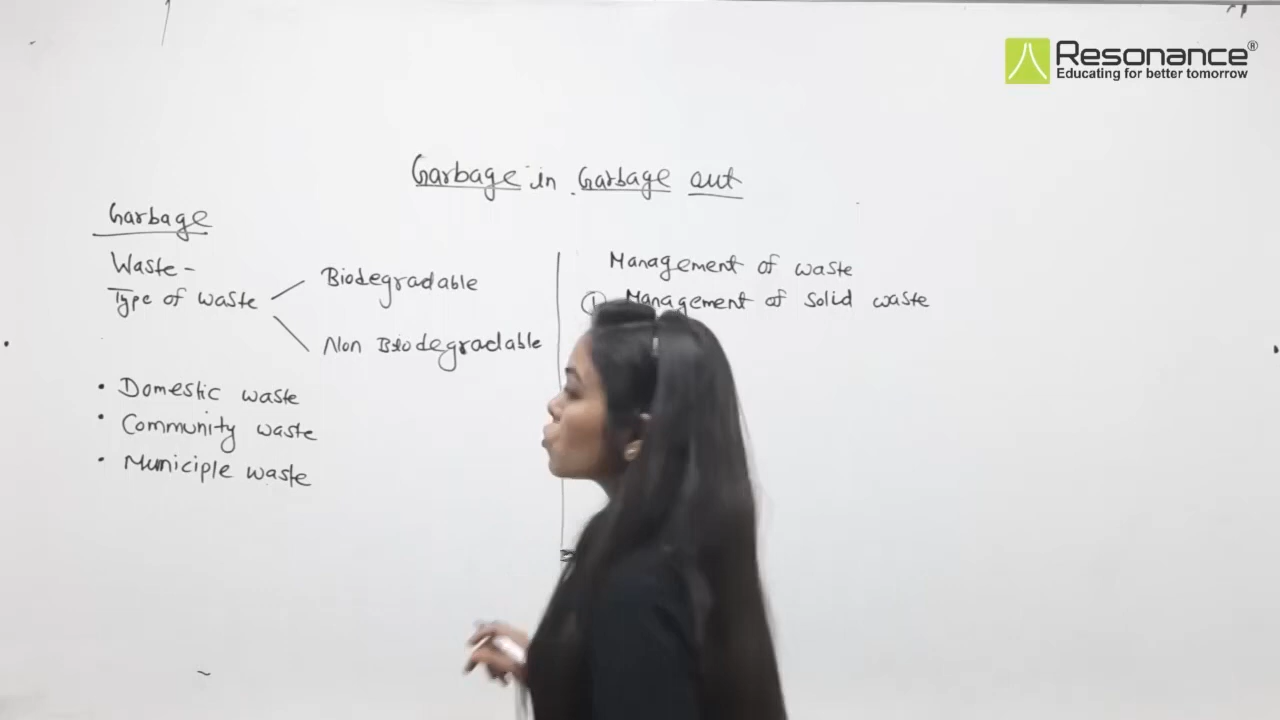 Resonance®
Educating for better tomorrow
Garbage in Garbage out
Garbage
Waste -
Type of waste
Biodegradable
Non Biodegradable
• Domestic waste
• Community waste
• Municiple waste
Management of waste
① Management of Solid waste